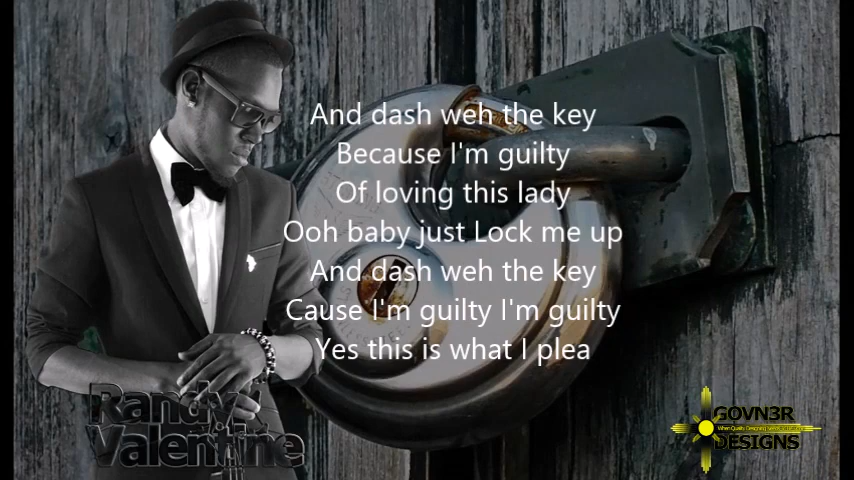 And dash weh the key
Because I'm guilty
Of loving this lady
Ooh baby just Lock me up
And dash weh the key
Cause I'm guilty I'm guilty
Yes this is what I plea
Randy
Valentine
GOVN3R
DESIGNS